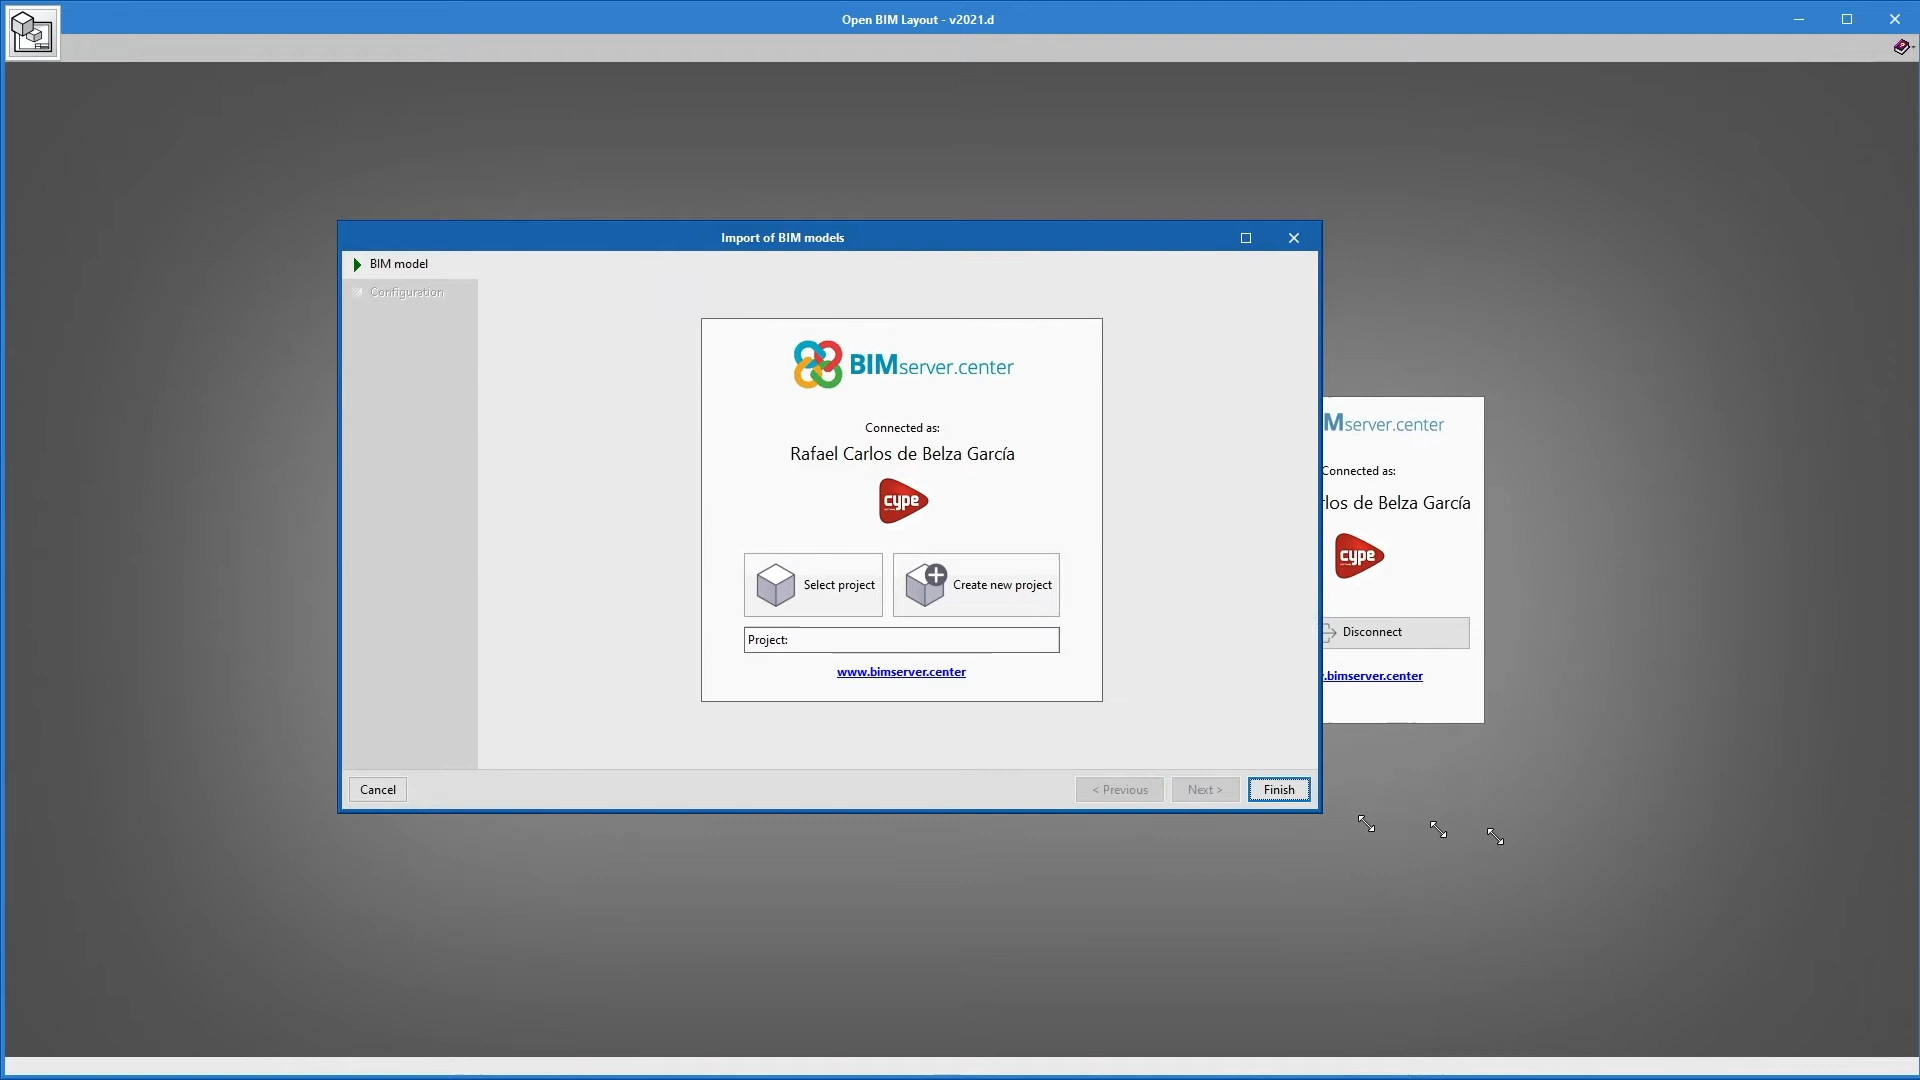 Open BIM Layout - v2021.d
Import of BIM models
BIM model
Configuration
BIMserver.center
Connected as:
Rafael Carlos de Belza García
cype
Select project
Create new project
Project:
www.bimserver.center
Cancel
< Previous
Next >
Finish
Mserver.center
Connected as:
rlos de Belza García
cype
Disconnect
.bimserver.center